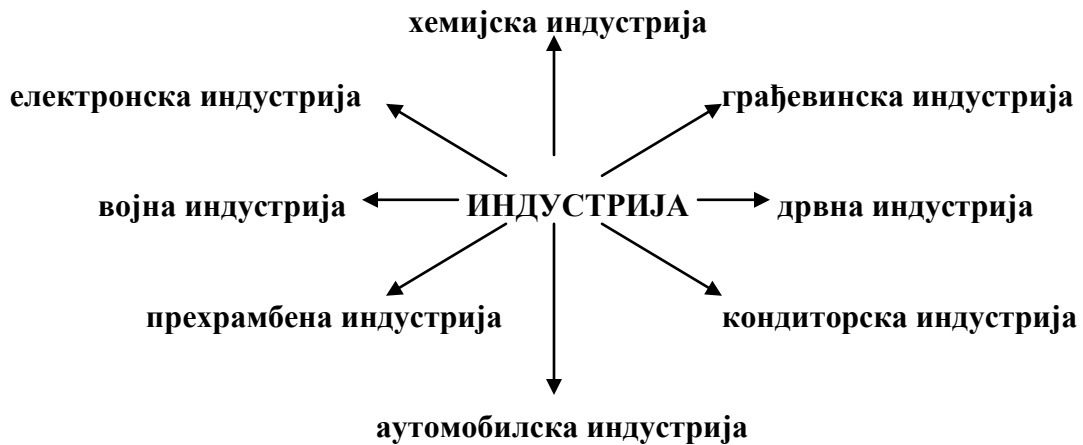 хемијска индустрија
електронска индустрија
грађевинска индустрија
војна индустрија
ИНДУСТРИЈА
дрвна индустрија
прехрамбена индустрија
кондиторска индустрија
аутомобилска индустрија